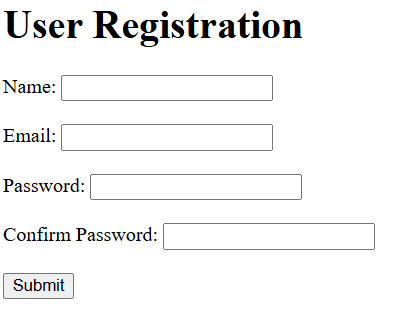 User Registration
Name:
Email:
Password:
Confirm Password:
Submit